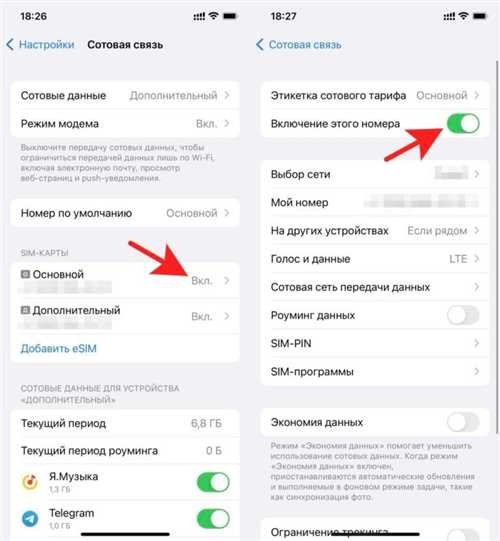 18:26
Настройки
Сотовая связь
Сотовые данные
Дополнительный
Режим модема
Вкл.
Выключите передачу сотовых данных, чтобы
ограничиться передачей данных лишь по Wi-Fi,
включая электронную почту, просмотр
веб-страниц и push-уведомления.
Номер по умолчанию
Основной
SIM-КАРТЫ
О Основной
Вкл.
Д Дополнительный
Вкл.
Добавить eSIM
СОТОВЫЕ ДАННЫЕ ДЛЯ УСТРОЙСТВА
«ДОПОЛНИТЕЛЬНЫЙ»
Текущий период
6,8 ГБ
Текущий период роуминга
0 Б
Я.Музыка
1,3 ГБ
Telegram
1,0 ГБ
18:27
Сотовая связь
Этикетка сотового тарифа
Основной
Включение этого номера
Выбор сети
Мой номер
На других устройствах
Если рядом
Голос и данные
LTE
Сотовая сеть передачи данных
Роуминг данных
SIM-PIN
SIM-программы
Экономия данных
Режим «Экономия данных» помогает уменьшить
использование сотовых данных. Когда режим
«Экономия данных» включен,
приостанавливаются автоматические обновления
и выполняемые в фоновом режиме задачи, такие
как синхронизация фото.
Ограничение трекинга